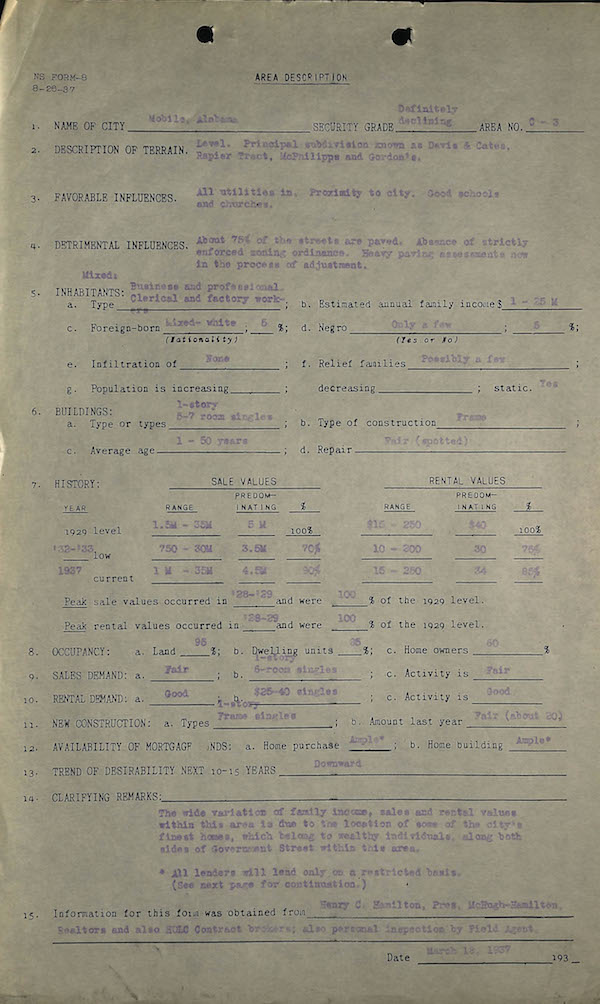 NS FORM-8
8-26-37
AREA DESCRIPTION
1. NAME OF CITY Mobile, Alabama SECURITY GRADE Definitely declining AREA NO. C - 3
2. DESCRIPTION OF TERRAIN. Level. Principal subdivision known as Davis & Cates,
Rapier Tract, McPhilipps and Gordon's.
3. FAVORABLE INFLUENCES. All utilities in. Proximity to city. Good schools
and churches.
4. DETRIMENTAL INFLUENCES. About 75% of the streets are paved. Absence of strictly
enforced zoning ordinance. Heavy paving assessments now
in the process of adjustment.
Mixed:
5. INHABITANTS: Business and professional.
a. Type Clerical and factory workers ; b. Estimated annual family income $ 1 - 25 M
c. Foreign-born Mixed- white ; 5 %; d. Negro Only a few ; 5 %;
(Nationality) (Yes or No)
e. Infiltration of None ; f. Relief families Possibly a few ;
g. Population is increasing ; decreasing ; static. Yes
6. BUILDINGS: 1-story
a. Type or types 5-7 room singles ; b. Type of construction Frame ;
c. Average age 1 - 50 years ; d. Repair Fair (spotted)
7. HISTORY: SALE VALUES RENTAL VALUES
PREDOM- PREDOM-
YEAR RANGE INATING % RANGE INATING %
1929 level 1.5M - 35M 5 M 100% $15 - 250 $40 100%
'32-'33 low 750 - 30M 3.5M 70% 10 - 200 30 75%
1937 current 1 M - 35M 4.5M 90% 15 - 250 34 85%
Peak sale values occurred in '28-'29 and were 100 % of the 1929 level.
Peak rental values occurred in '28-29 and were 100 % of the 1929 level.
8. OCCUPANCY: a. Land 95 %; b. Dwelling units 95 %; c. Home owners 60 %
1-story
9. SALES DEMAND: a. Fair ; b. 6-room singles ; c. Activity is Fair
10. RENTAL DEMAND: a. Good ; b. $25-40 singles ; c. Activity is Good
1-story
11. NEW CONSTRUCTION: a. Types Frame singles ; b. Amount last year Fair (about 20)
12. AVAILABILITY OF MORTGAGE NDS: a. Home purchase Ample* ; b. Home building Ample*
13. TREND OF DESIRABILITY NEXT 10-15 YEARS Downward
14. CLARIFYING REMARKS:
The wide variation of family income, sales and rental values
within this area is due to the location of some of the city's
finest homes, which belong to wealthy individuals, along both
sides of Government Street within this area.
* All lenders will lend only on a restricted basis.
(See next page for continuation.)
15. Information for this form was obtained from Henry C. Hamilton, Pres. McHugh-Hamilton,
Realtors and also HOLC Contract brokers; also personal inspection by Field Agent.
Date March 12, 1937 193